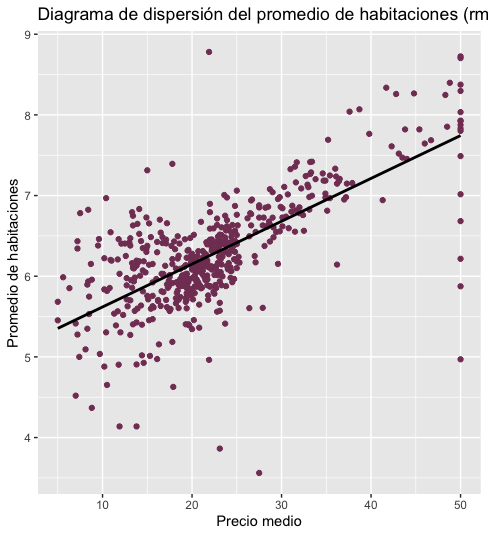 Diagrama de dispersión del promedio de habitaciones (rm
9
8
7
6
5
4
Promedio de habitaciones
10 20 30 40 50
Precio medio